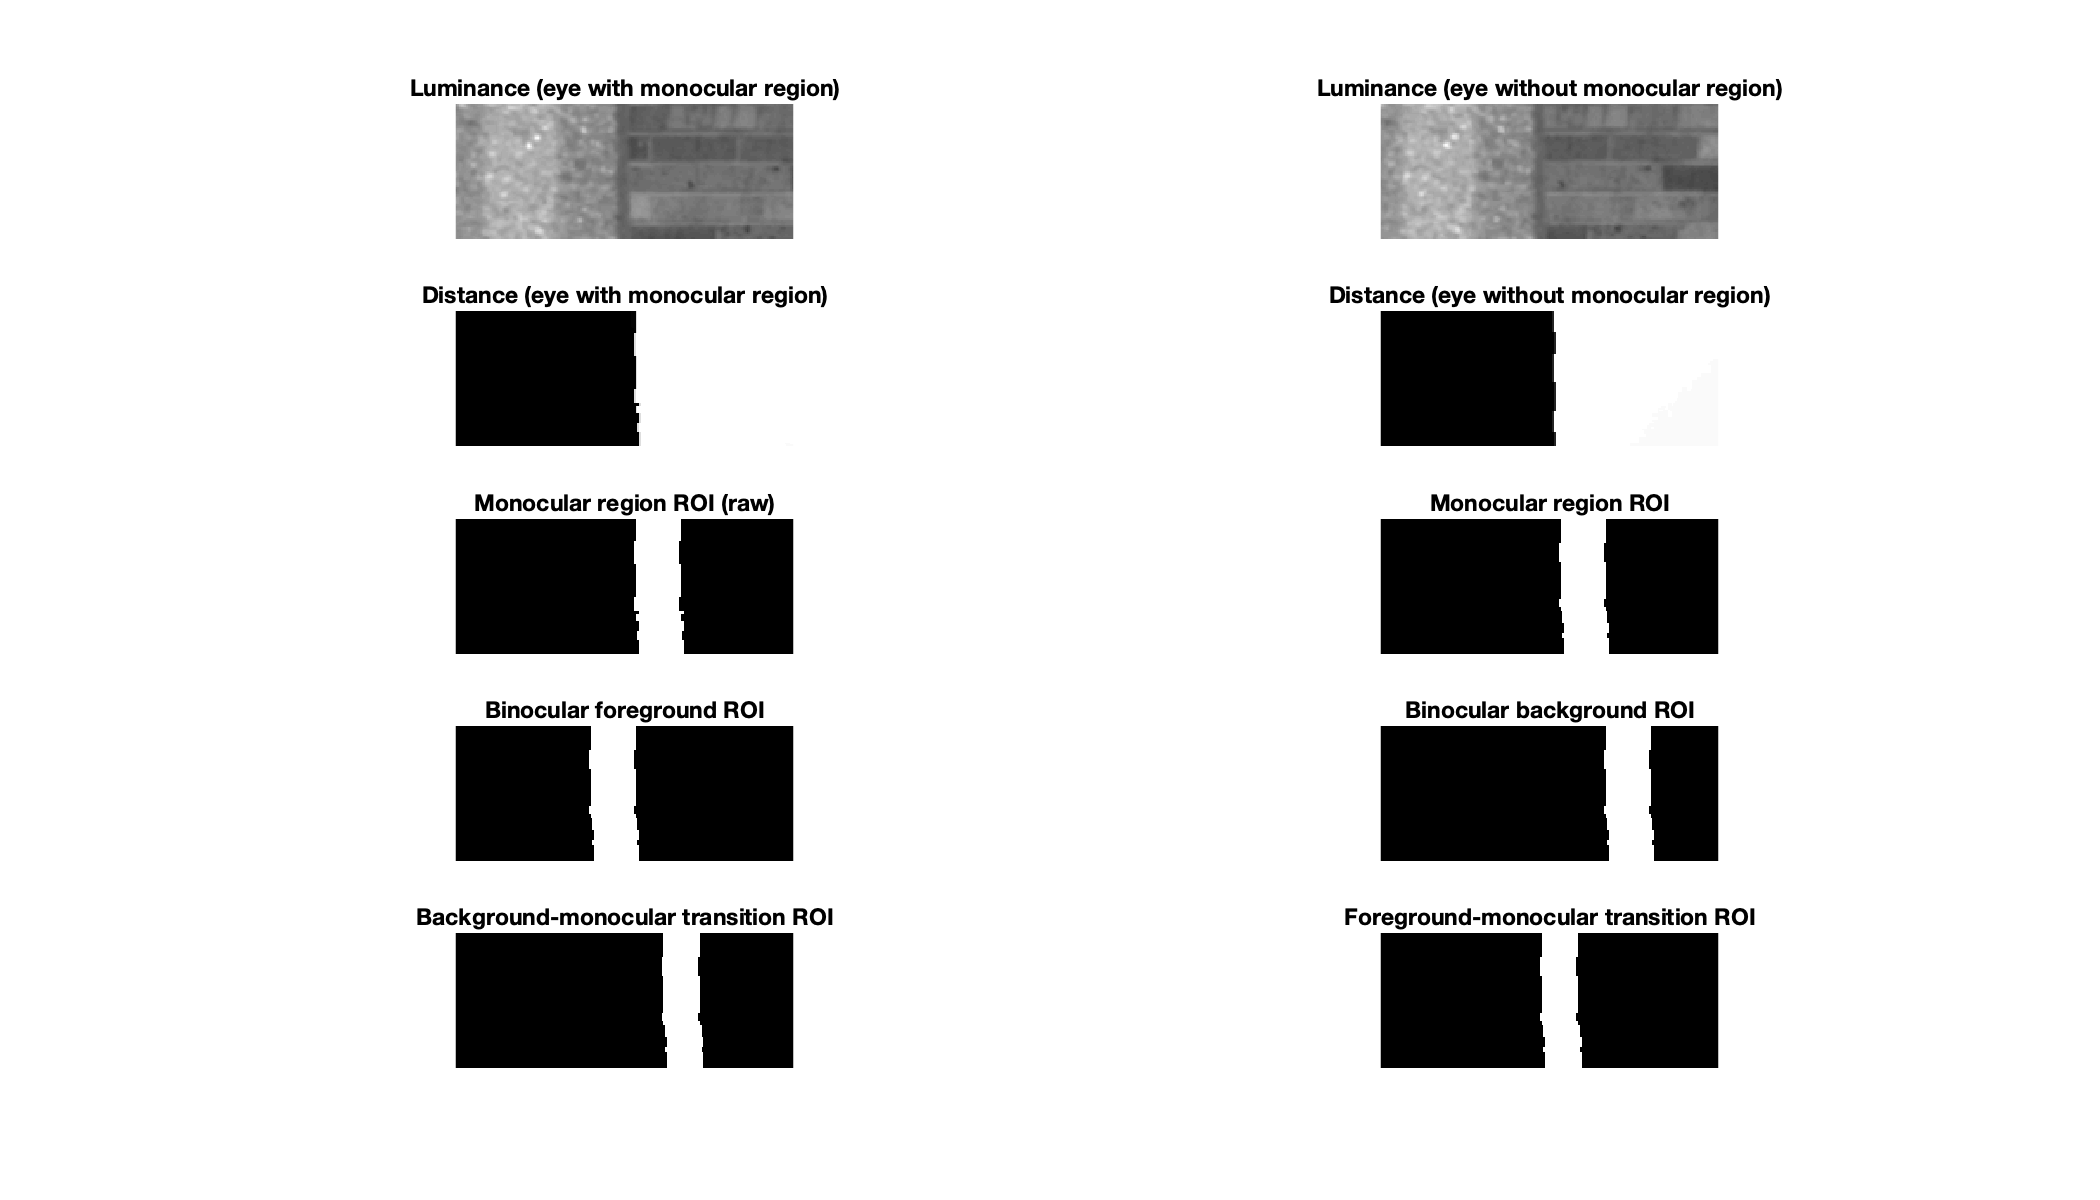 Luminance (eye with monocular region)
Luminance (eye without monocular region)
Distance (eye with monocular region)
Distance (eye without monocular region)
Monocular region ROI (raw)
Monocular region ROI
Binocular foreground ROI
Binocular background ROI
Background-monocular transition ROI
Foreground-monocular transition ROI